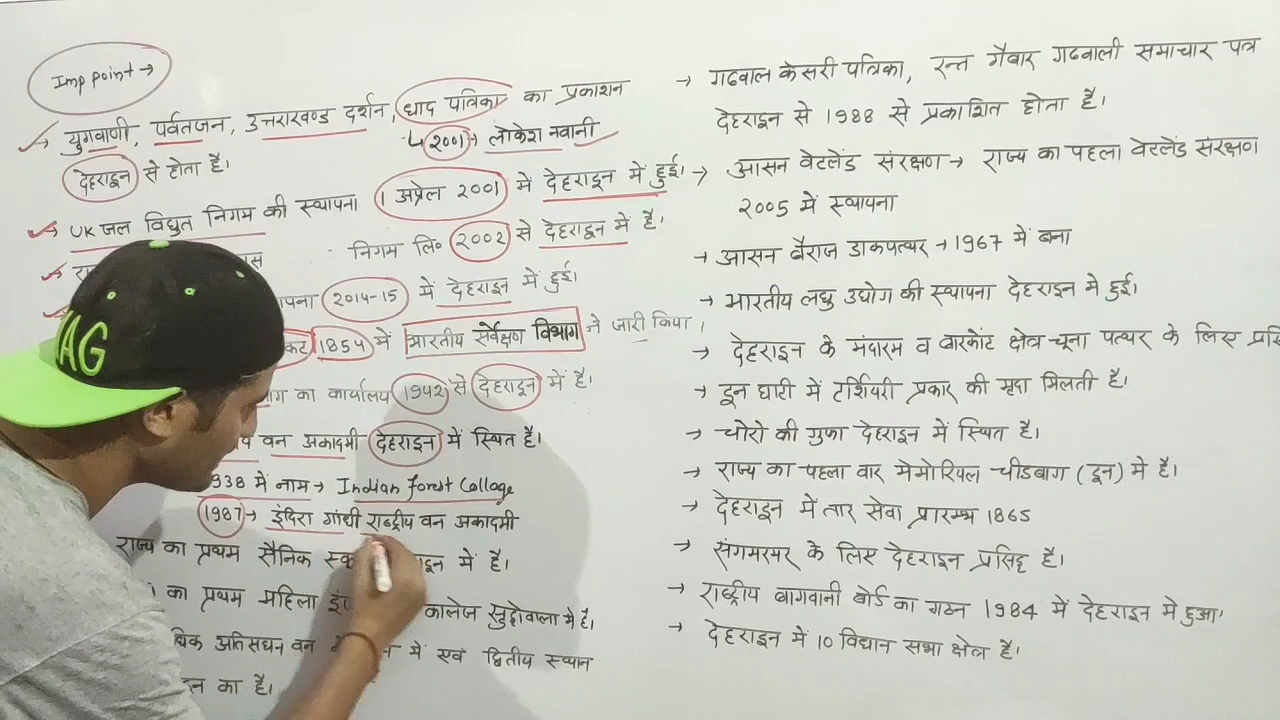 Imp point →
युगवाणी, पर्वतजन, उत्तराखण्ड दर्शन, धाद पत्रिका का प्रकाशन
↳ 2001 → लोकेश नवानी
देहरादून से होता है।
UK जल विद्युत निगम की स्थापना 1 अप्रैल 2001 में देहरादून में हुई।
निगम लि॰ 2002 से देहरादून में है।
2014-15 में देहरादून में हुई।
1854 में भारतीय सर्वेक्षण विभाग ने जारी किया।
का कार्यालय 1942 से देहरादून में है।
वन अकादमी देहरादून में स्थित है।
1938 में नाम → Indian forest Collage
1987 → इंदिरा गांधी राष्ट्रीय वन अकादमी
राज्य का प्रथम सैनिक में है।
का प्रथम महिला कालेज सुद्दोवाला मे है।
अतिसघन वन में एवं द्वितीय स्थान
का है।
→ गढवाल केसरी पत्रिका, रन्त रैबार गढवाली समाचार पत्र
देहरादून से 1988 से प्रकाशित होता है।
→ आसन वेटलेंड संरक्षण → राज्य का पहला वेटलेंड संरक्षण
२००5 में स्थापना
→ आसन बैराज डाकपत्थर → 1967 में बना
→ भारतीय लघु उद्योग की स्थापना देहरादून मे हुई।
→ देहरादून के मंदारम व बारकोट क्षेत्र चूना पत्थर के लिए
→ दून घाटी में टर्शियरी प्रकार की मृदा मिलती है।
→ चोरो की गुफा देहरादून में स्थित है।
→ राज्य का पहला वार मेमोरियल चीडबाग (दून) मे है।
→ देहरादून में तार सेवा प्रारम्भ 1865
→ संगमरमर के लिए देहरादून प्रसिद्द है।
→ राष्ट्रीय बागवानी बोर्ड का गठन 1984 में देहरादून मे हुआ
→ देहरादून में 10 विधान सभा क्षेत्र है।